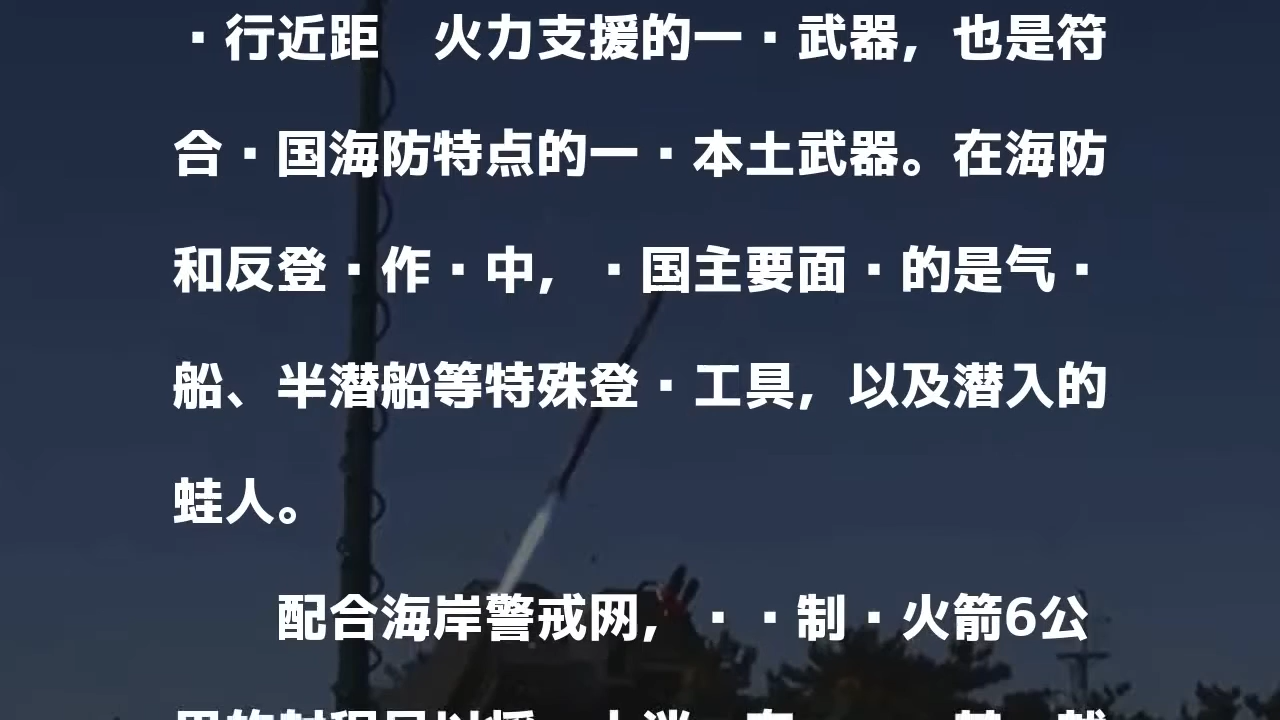 ·行近距 火力支援的一·武器，也是符
合·国海防特点的一·本土武器。在海防
和反登·作·中，·国主要面·的是气·
船、半潜船等特殊登·工具，以及潜入的
蛙人。
配合海岸警戒网，··制·火箭6公